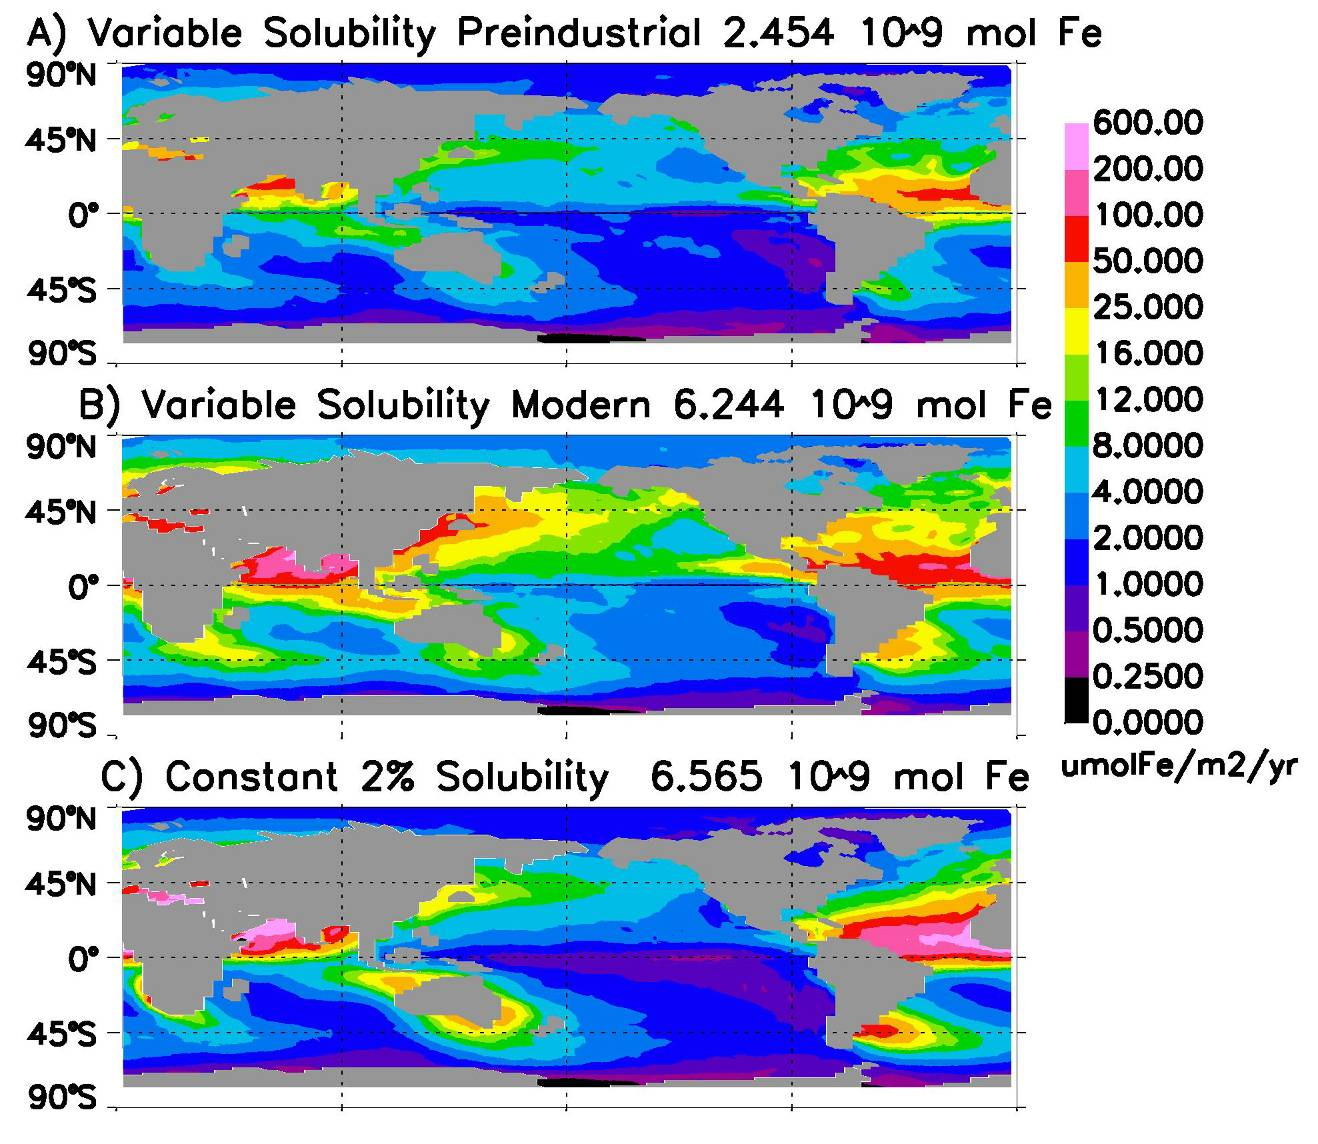 A) Variable Solubility Preindustrial 2.454 10^9 mol Fe
90°N
45°N
0°
45°S
90°S
B) Variable Solubility Modern 6.244 10^9 mol Fe
90°N
45°N
0°
45°S
90°S
C) Constant 2% Solubility 6.565 10^9 mol Fe
90°N
45°N
0°
45°S
90°S
600.00
200.00
100.00
50.000
25.000
16.000
12.000
8.0000
4.0000
2.0000
1.0000
0.5000
0.2500
0.0000
umolFe/m2/yr